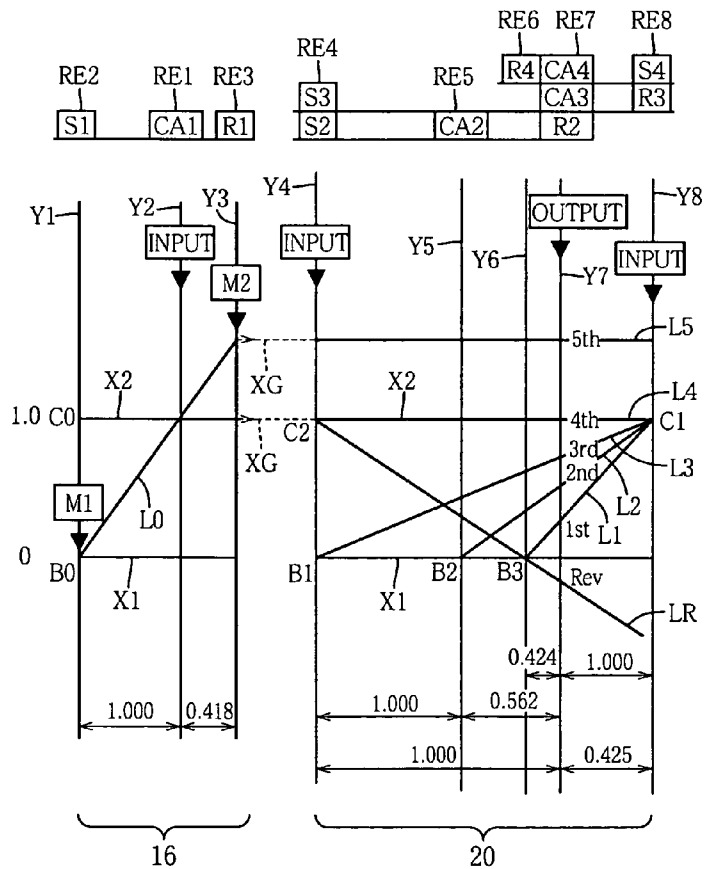 RE6 RE7 RE8
RE4
R4 CA4 S4
RE2 RE1 RE3 S3 RE5 CA3 R3
S1 CA1 R1 S2 CA2 R2
Y1 Y2 Y3 Y4 Y5 Y6 Y7 Y8
INPUT INPUT OUTPUT INPUT
M2
5th L5
XG
X2 X2 4th L4
1.0 C0 C2 C1
XG 3rd L3
2nd L2
M1 L0 1st L1
0
B0 X1 B1 X1 B2 B3 Rev
LR
0.424 1.000
1.000 0.418 1.000 0.562
1.000 0.425
16 20